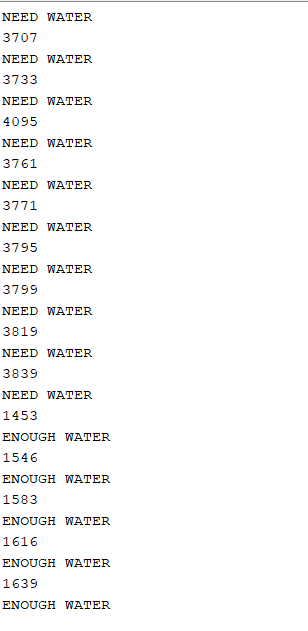 NEED WATER
3707
NEED WATER
3733
NEED WATER
4095
NEED WATER
3761
NEED WATER
3771
NEED WATER
3795
NEED WATER
3799
NEED WATER
3819
NEED WATER
3839
NEED WATER
1453
ENOUGH WATER
1546
ENOUGH WATER
1583
ENOUGH WATER
1616
ENOUGH WATER
1639
ENOUGH WATER